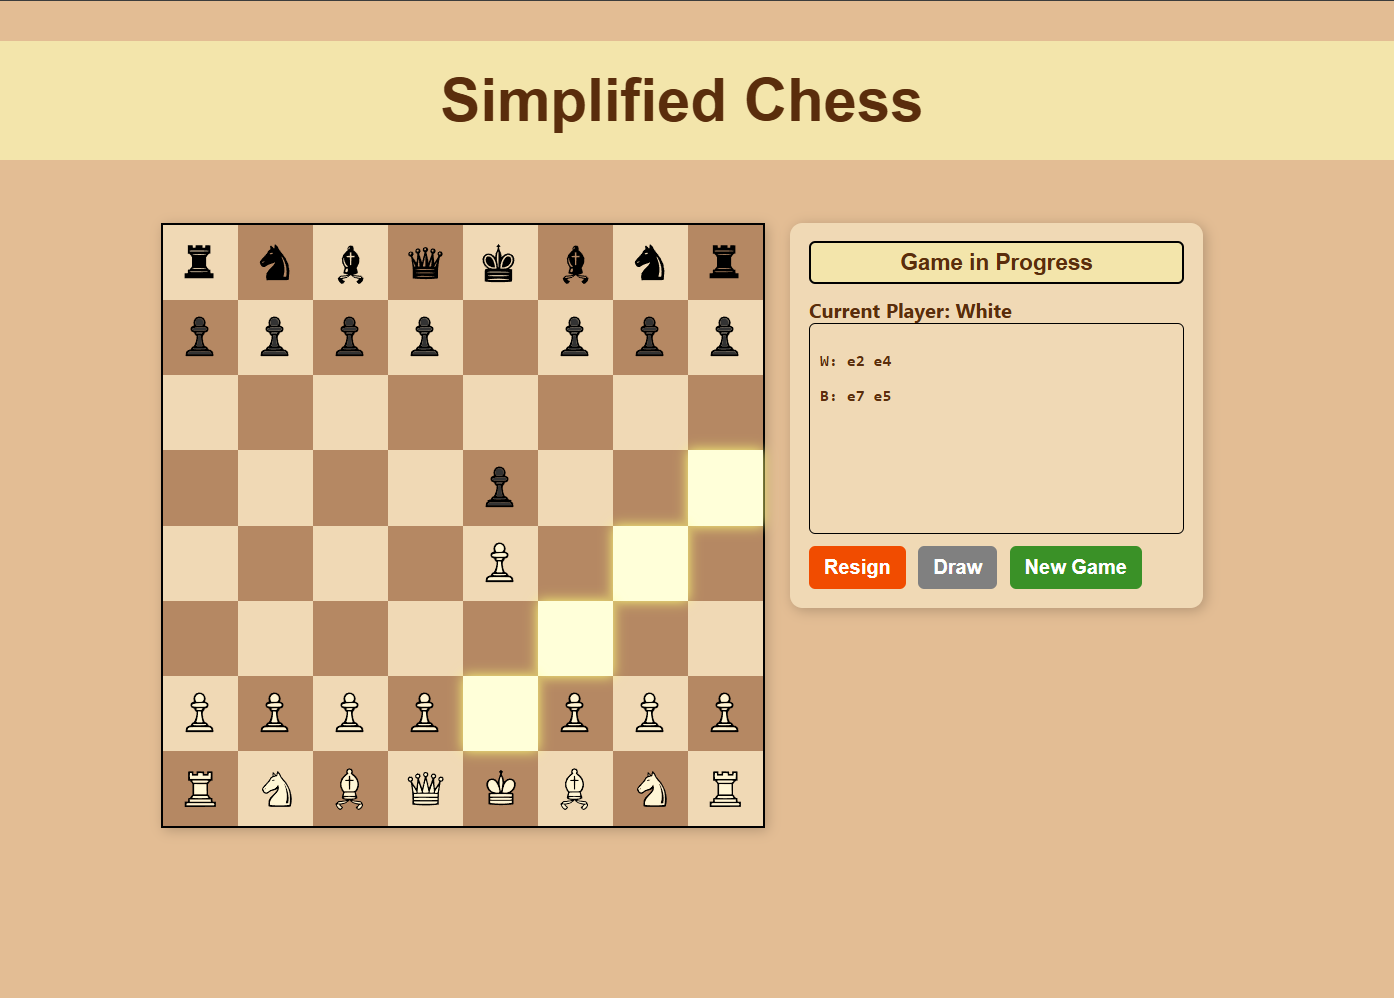 Simplified Chess
Game in Progress
Current Player: White
W: e2 e4
B: e7 e5
Resign
Draw
New Game